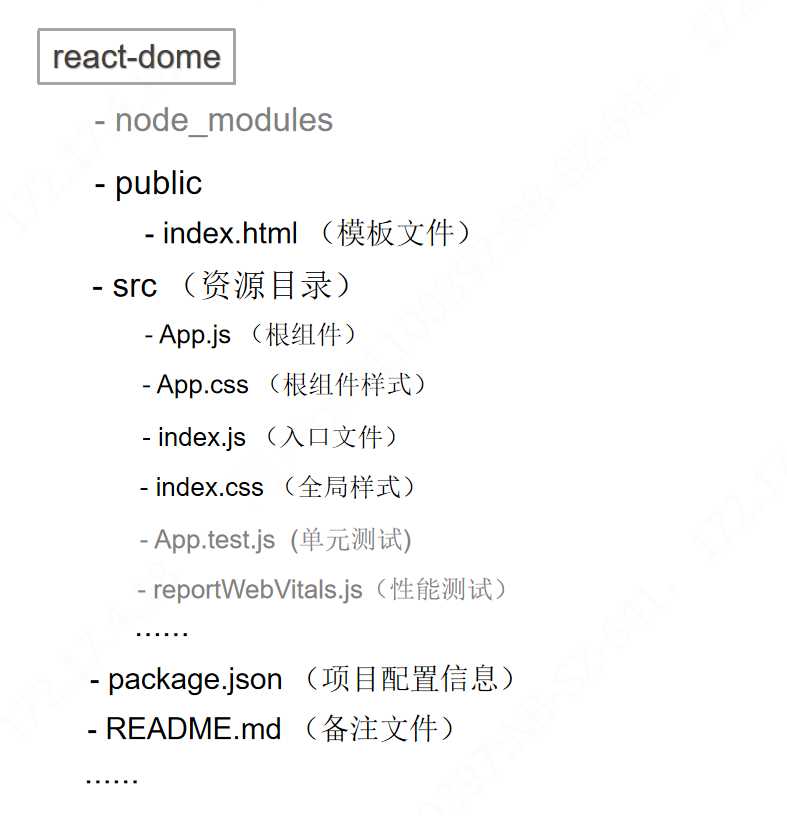 react-dome
- node_modules
- public
- index.html （模板文件）
- src （资源目录）
- App.js （根组件）
- App.css （根组件样式）
- index.js （入口文件）
- index.css （全局样式）
- App.test.js (单元测试)
- reportWebVitals.js（性能测试）
······
- package.json （项目配置信息）
- README.md （备注文件）
······